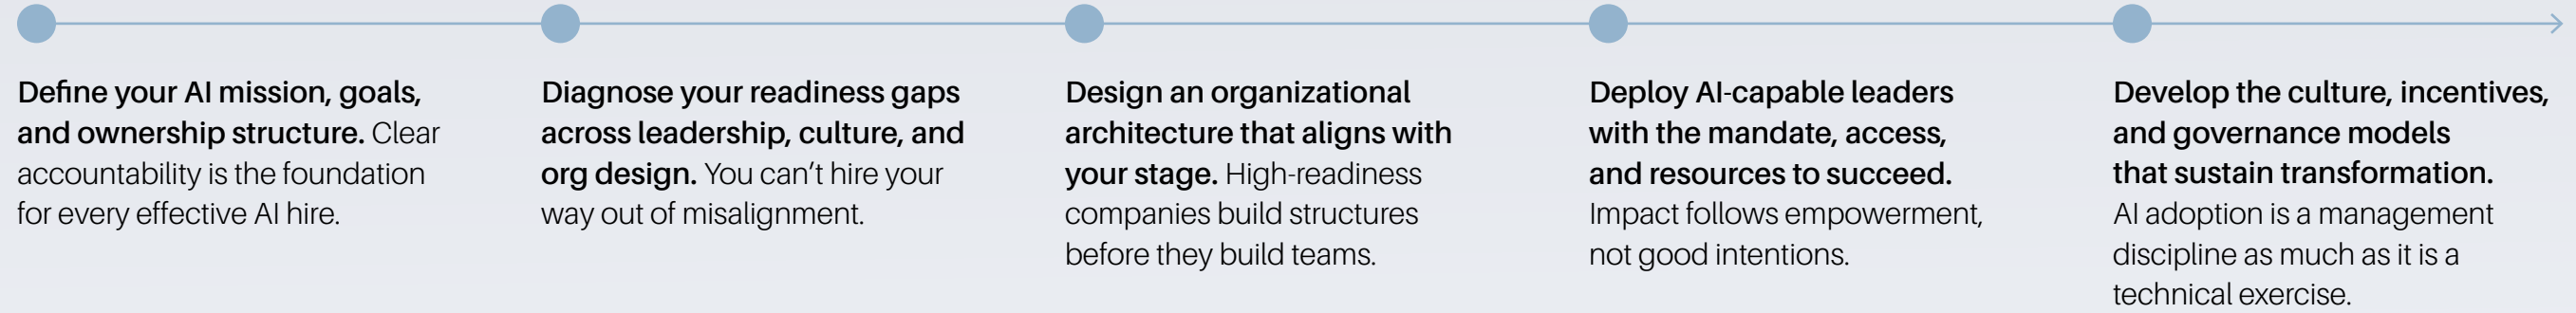 Define your AI mission, goals,
and ownership structure. Clear
accountability is the foundation
for every effective AI hire.
Diagnose your readiness gaps
across leadership, culture, and
org design. You can’t hire your
way out of misalignment.
Design an organizational
architecture that aligns with
your stage. High-readiness
companies build structures
before they build teams.
Deploy AI-capable leaders
with the mandate, access,
and resources to succeed.
Impact follows empowerment,
not good intentions.
Develop the culture, incentives,
and governance models
that sustain transformation.
AI adoption is a management
discipline as much as it is a
technical exercise.